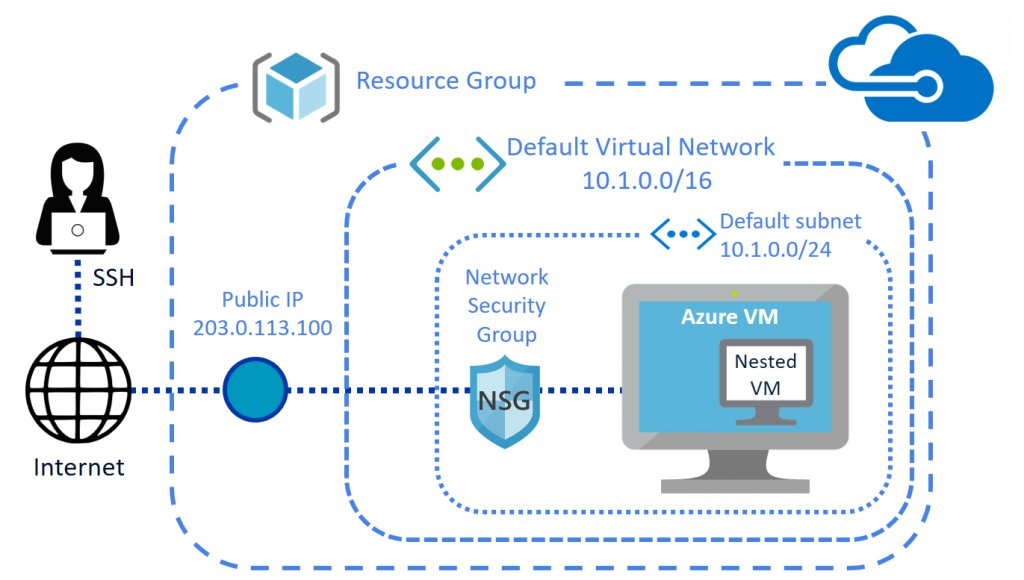 Resource Group
Default Virtual Network
10.1.0.0/16
Default subnet
10.1.0.0/24
SSH
Network
Security
Group
Public IP
203.0.113.100
Azure VM
Nested
VM
NSG
Internet